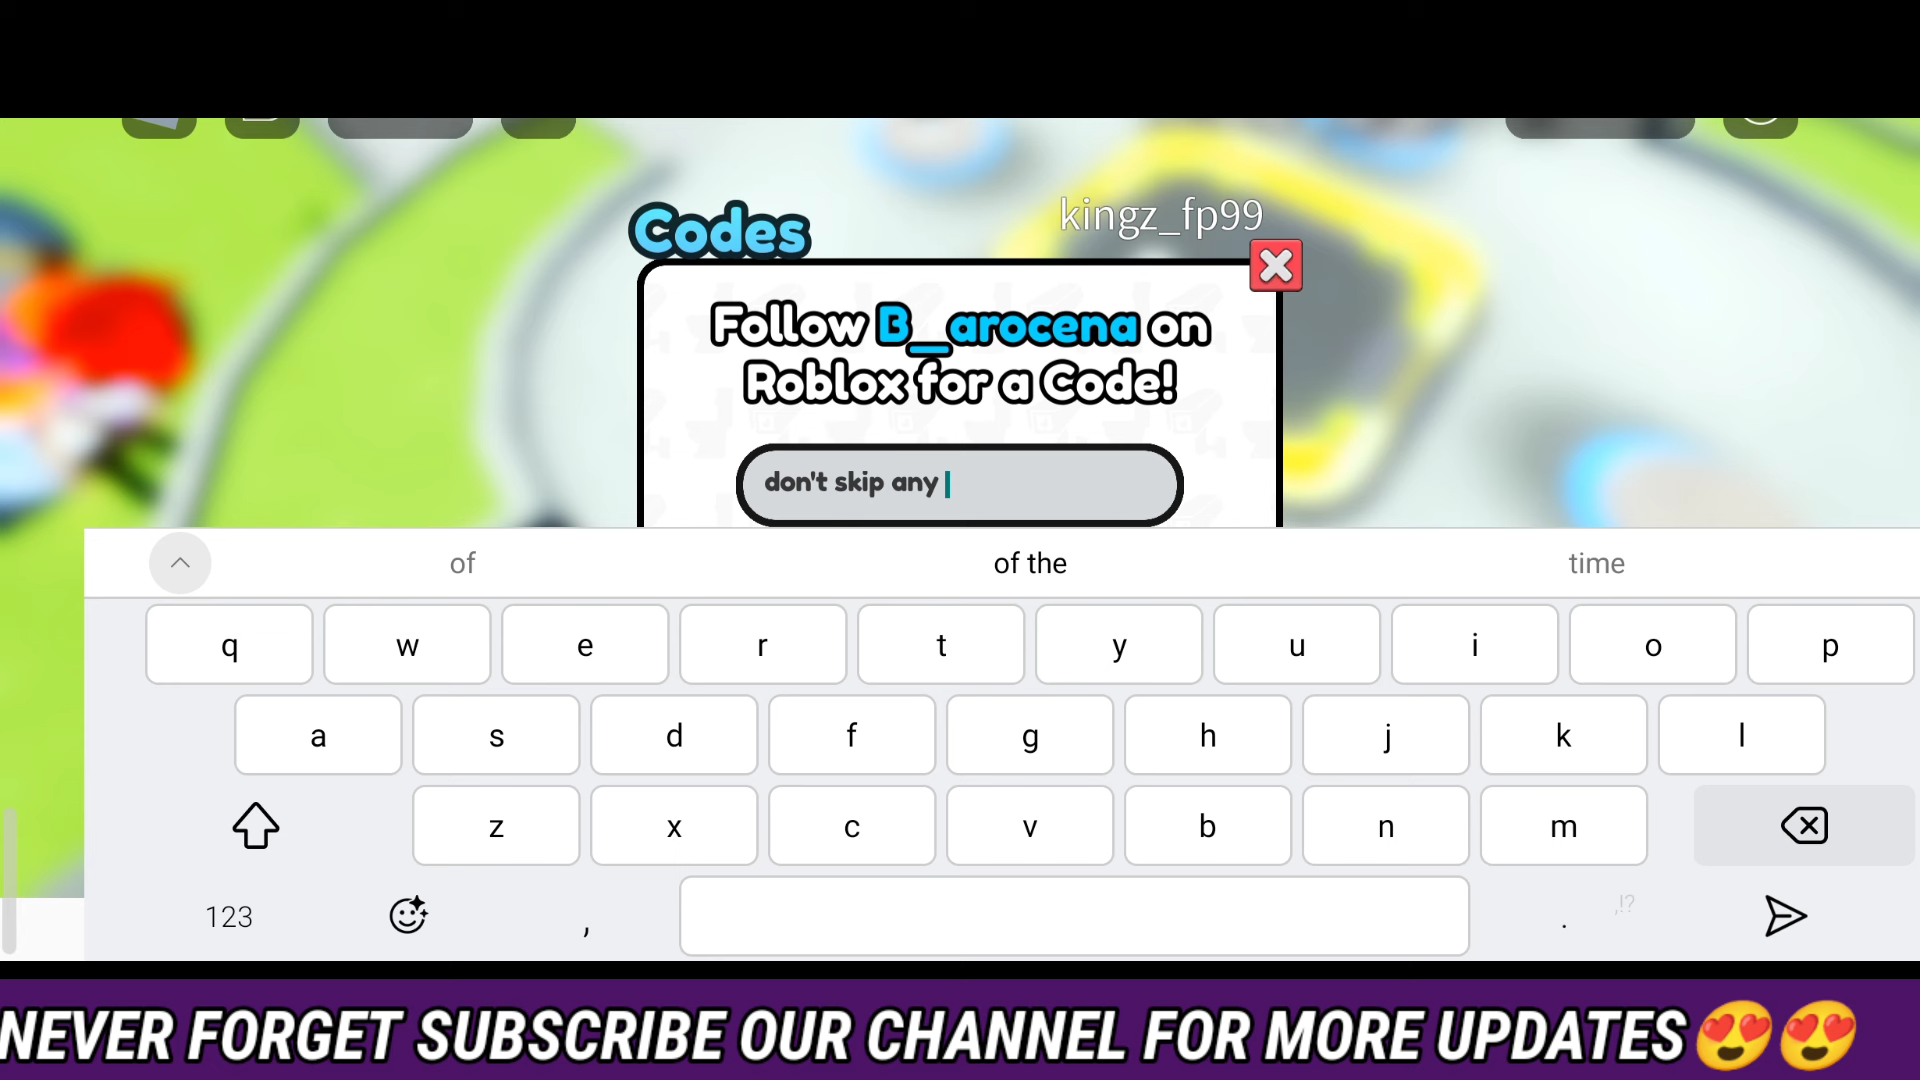 Codes
kingz_fp99
Follow B_arocena on
Roblox for a Code!
don't skip any
of of the time
q w e r t y u i o p
a s d f g h j k l
z x c v b n m
123 , . ,!?
NEVER FORGET SUBSCRIBE OUR CHANNEL FOR MORE UPDATES😍😍